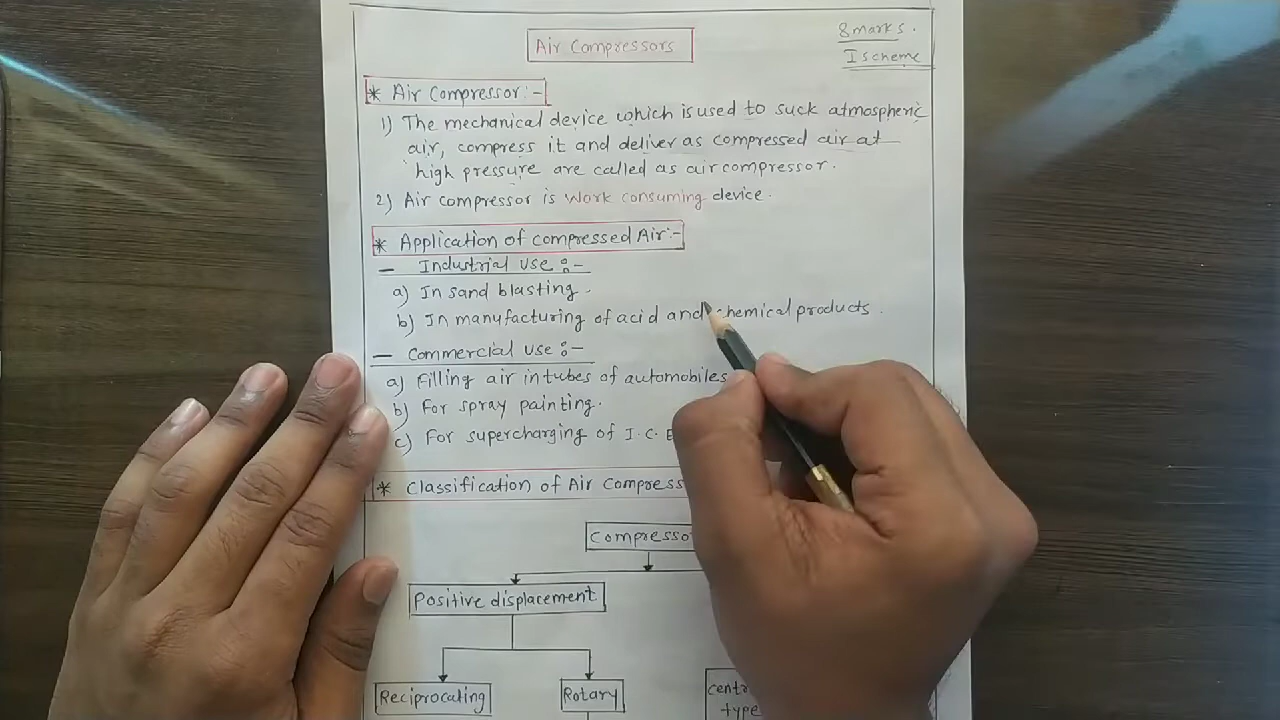 Air Compressors
8 marks.
I scheme
* Air Compressor:-
1) The mechanical device which is used to suck atmospheric
air, compress it and deliver as compressed air at
high pressure are called as air compressor.
2) Air compressor is Work consuming device.
* Application of compressed Air:-
- Industrial use :-
a) In sand blasting.
b) In manufacturing of acid and chemical products.
- Commercial use :-
a) Filling air in tubes of automobiles
b) For spray painting.
c) For supercharging of I.C.
* Classification of Air
Positive displacement
Reciprocating
Rotary
type